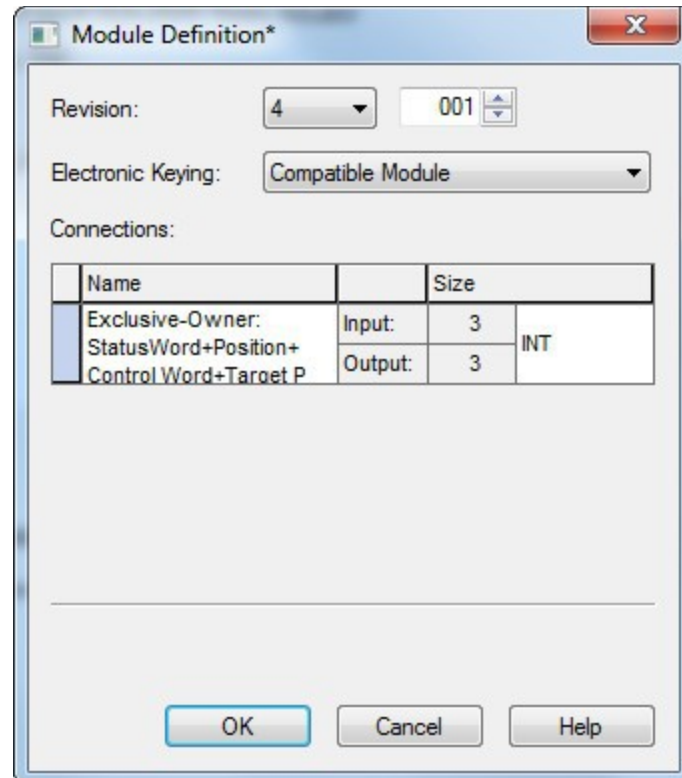 Module Definition*
Revision: 4 001
Electronic Keying: Compatible Module
Connections:
Name Size
Exclusive-Owner:
StatusWord+Position+
Control Word+Target P
Input: 3
INT
Output: 3
OK Cancel Help